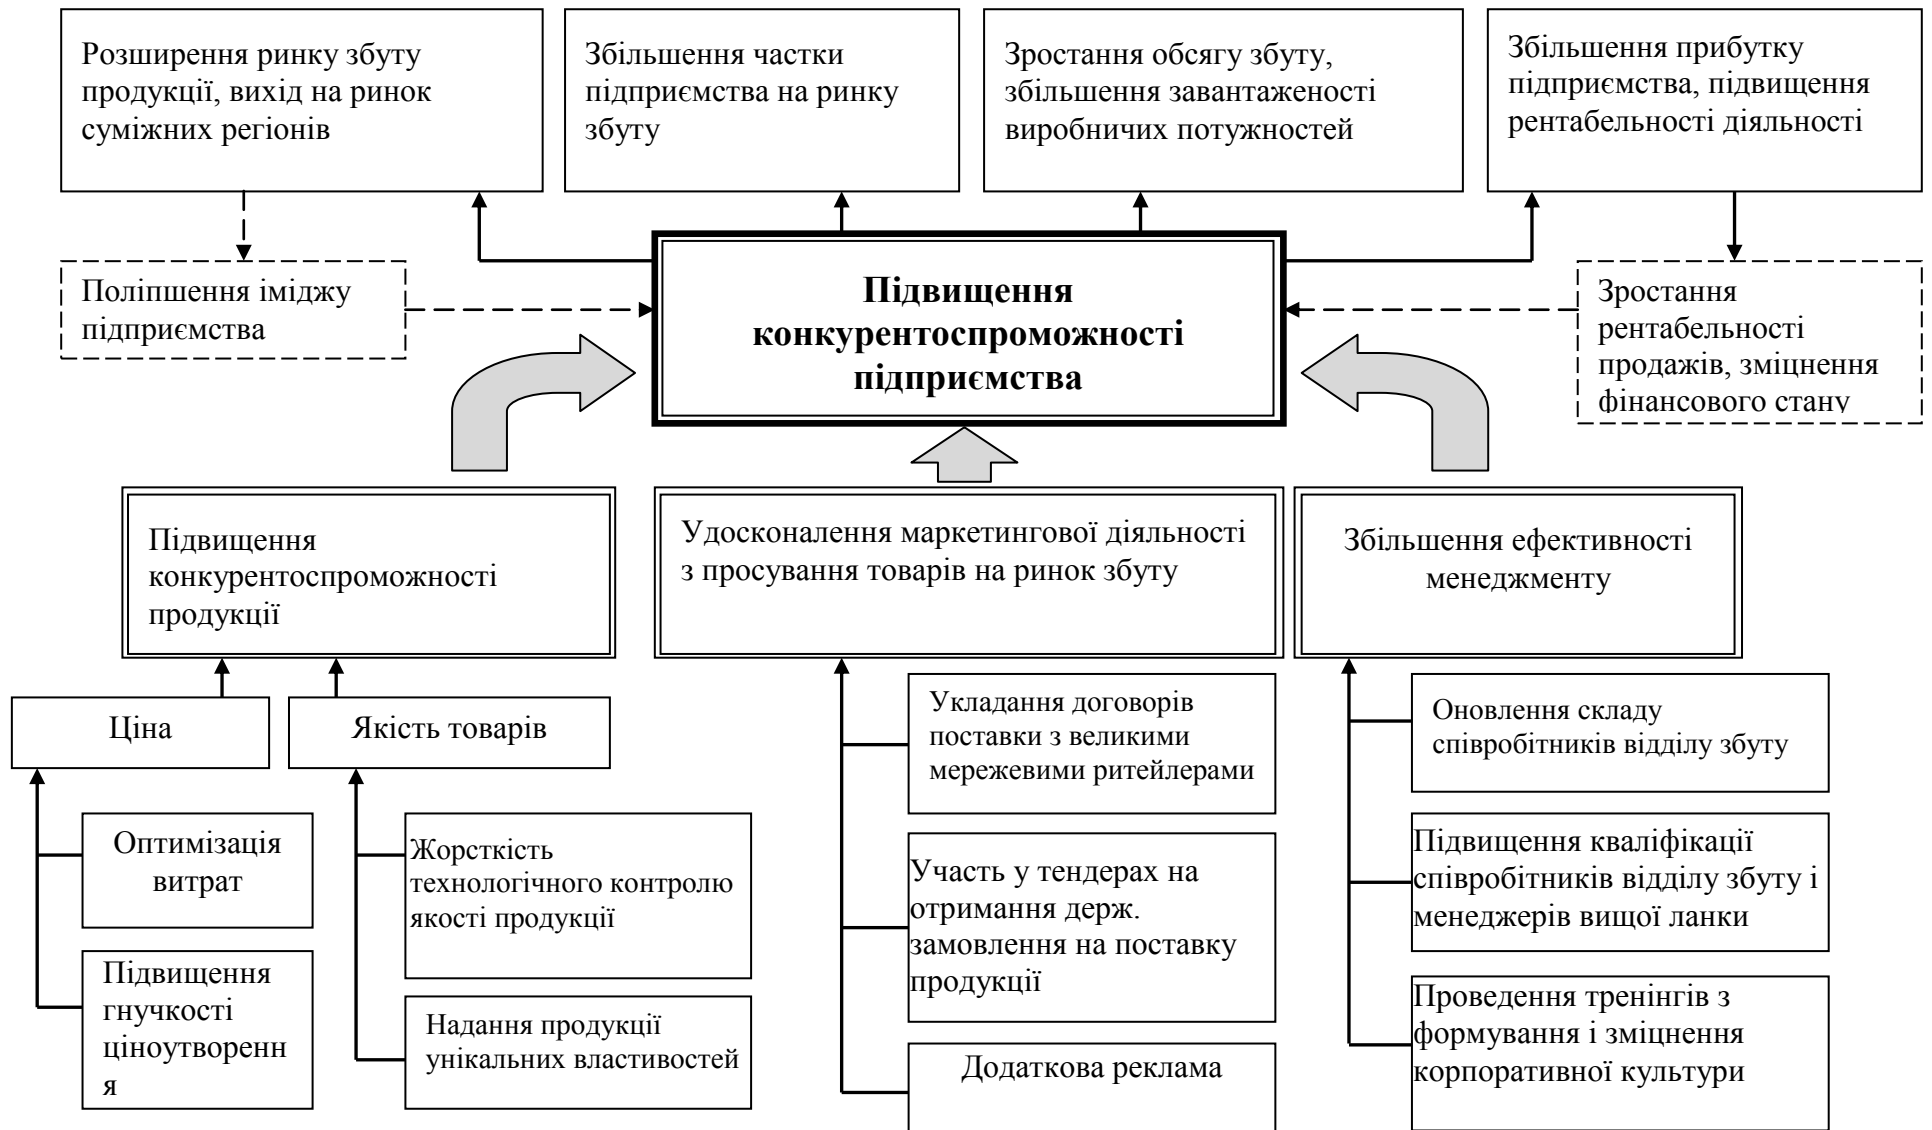 Розширення ринку збуту
продукції, вихід на ринок
суміжних регіонів
Збільшення частки
підприємства на ринку
збуту
Зростання обсягу збуту,
збільшення завантаженості
виробничих потужностей
Збільшення прибутку
підприємства, підвищення
рентабельності діяльності
Поліпшення іміджу
підприємства
Підвищення
конкурентоспроможності
підприємства
Зростання
рентабельності
продажів, зміцнення
фінансового стану
Підвищення
конкурентоспроможності
продукції
Удосконалення маркетингової діяльності
з просування товарів на ринок збуту
Збільшення ефективності
менеджменту
Ціна
Якість товарів
Оптимізація
витрат
Підвищення
гнучкості
ціноутворенн
я
Жорсткість
технологічного контролю
якості продукції
Надання продукції
унікальних властивостей
Укладання договорів
поставки з великими
мережевими ритейлерами
Участь у тендерах на
отримання держ.
замовлення на поставку
продукції
Додаткова реклама
Оновлення складу
співробітників відділу збуту
Підвищення кваліфікації
співробітників відділу збуту і
менеджерів вищої ланки
Проведення тренінгів з
формування і зміцнення
корпоративної культури